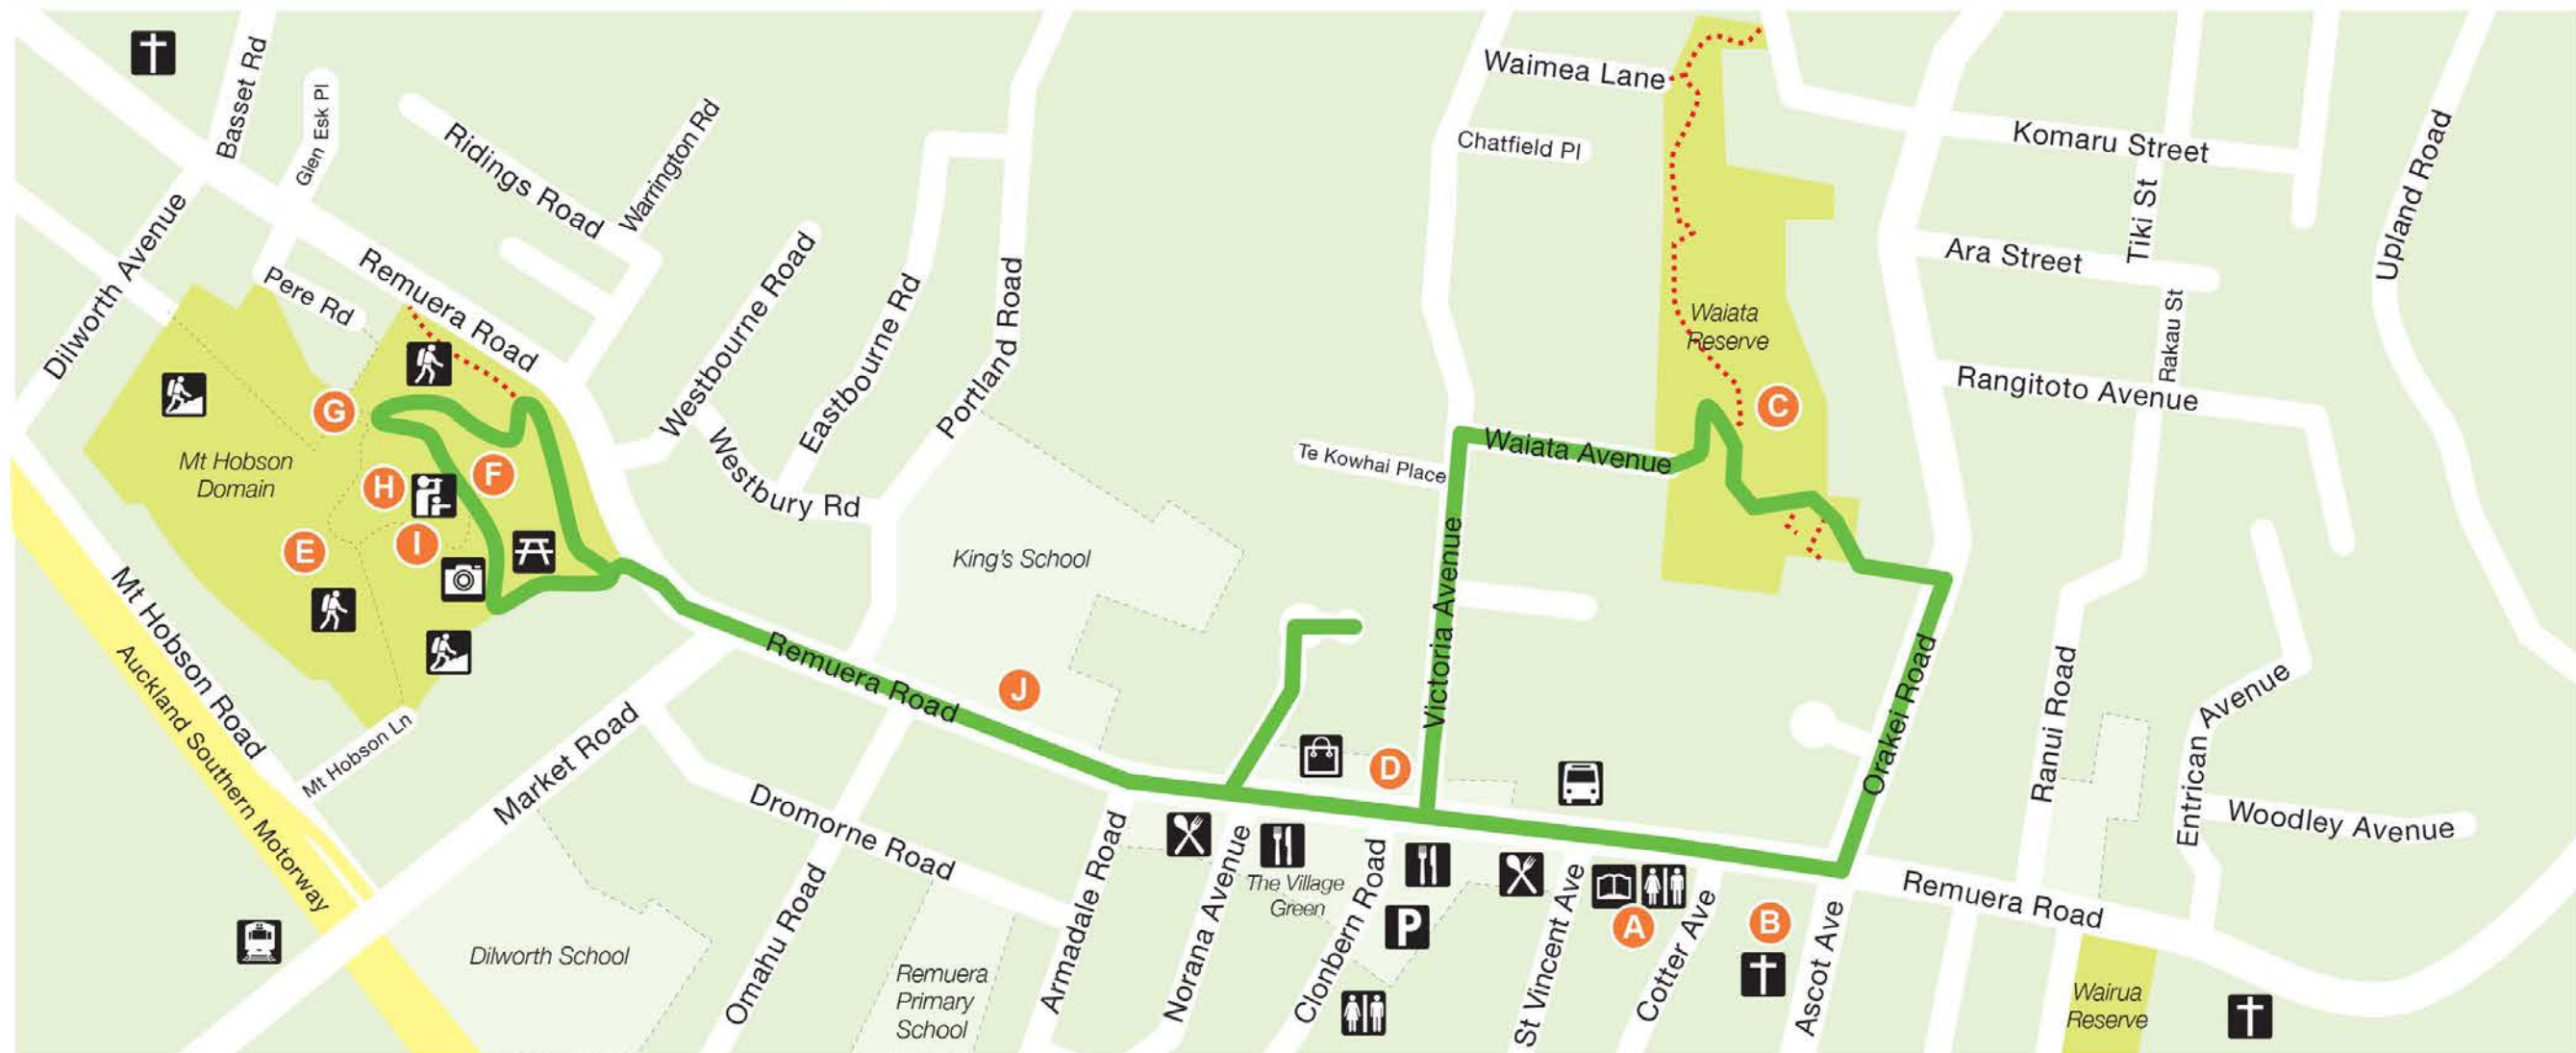 Basset Rd
Glen Esk Pl
Ridings Road
Warrington Rd
Dilworth Avenue
Pere Rd
Remuera Road
Westbourne Road
Eastbourne Rd
Portland Road
Westbury Rd
Waimea Lane
Chatfield Pl
Komaru Street
Tiki St
Upland Road
Ara Street
Rakau St
Rangitoto Avenue
Waiata
Reserve
C
G
Mt Hobson
Domain
H
F
E
I
Te Kowhai Place
Waiata Avenue
King's School
Victoria Avenue
Mt Hobson Road
Auckland Southern Motorway
Mt Hobson Ln
Market Road
Remuera Road
J
D
Orakei Road
Ranui Road
Entrican Avenue
Woodley Avenue
Dromorne Road
Omahu Road
Armadale Road
Norana Avenue
The Village
Green
Clonbern Road
P
St Vincent Ave
A
Cotter Ave
B
Ascot Ave
Remuera Road
Dilworth School
Remuera
Primary
School
Wairua
Reserve